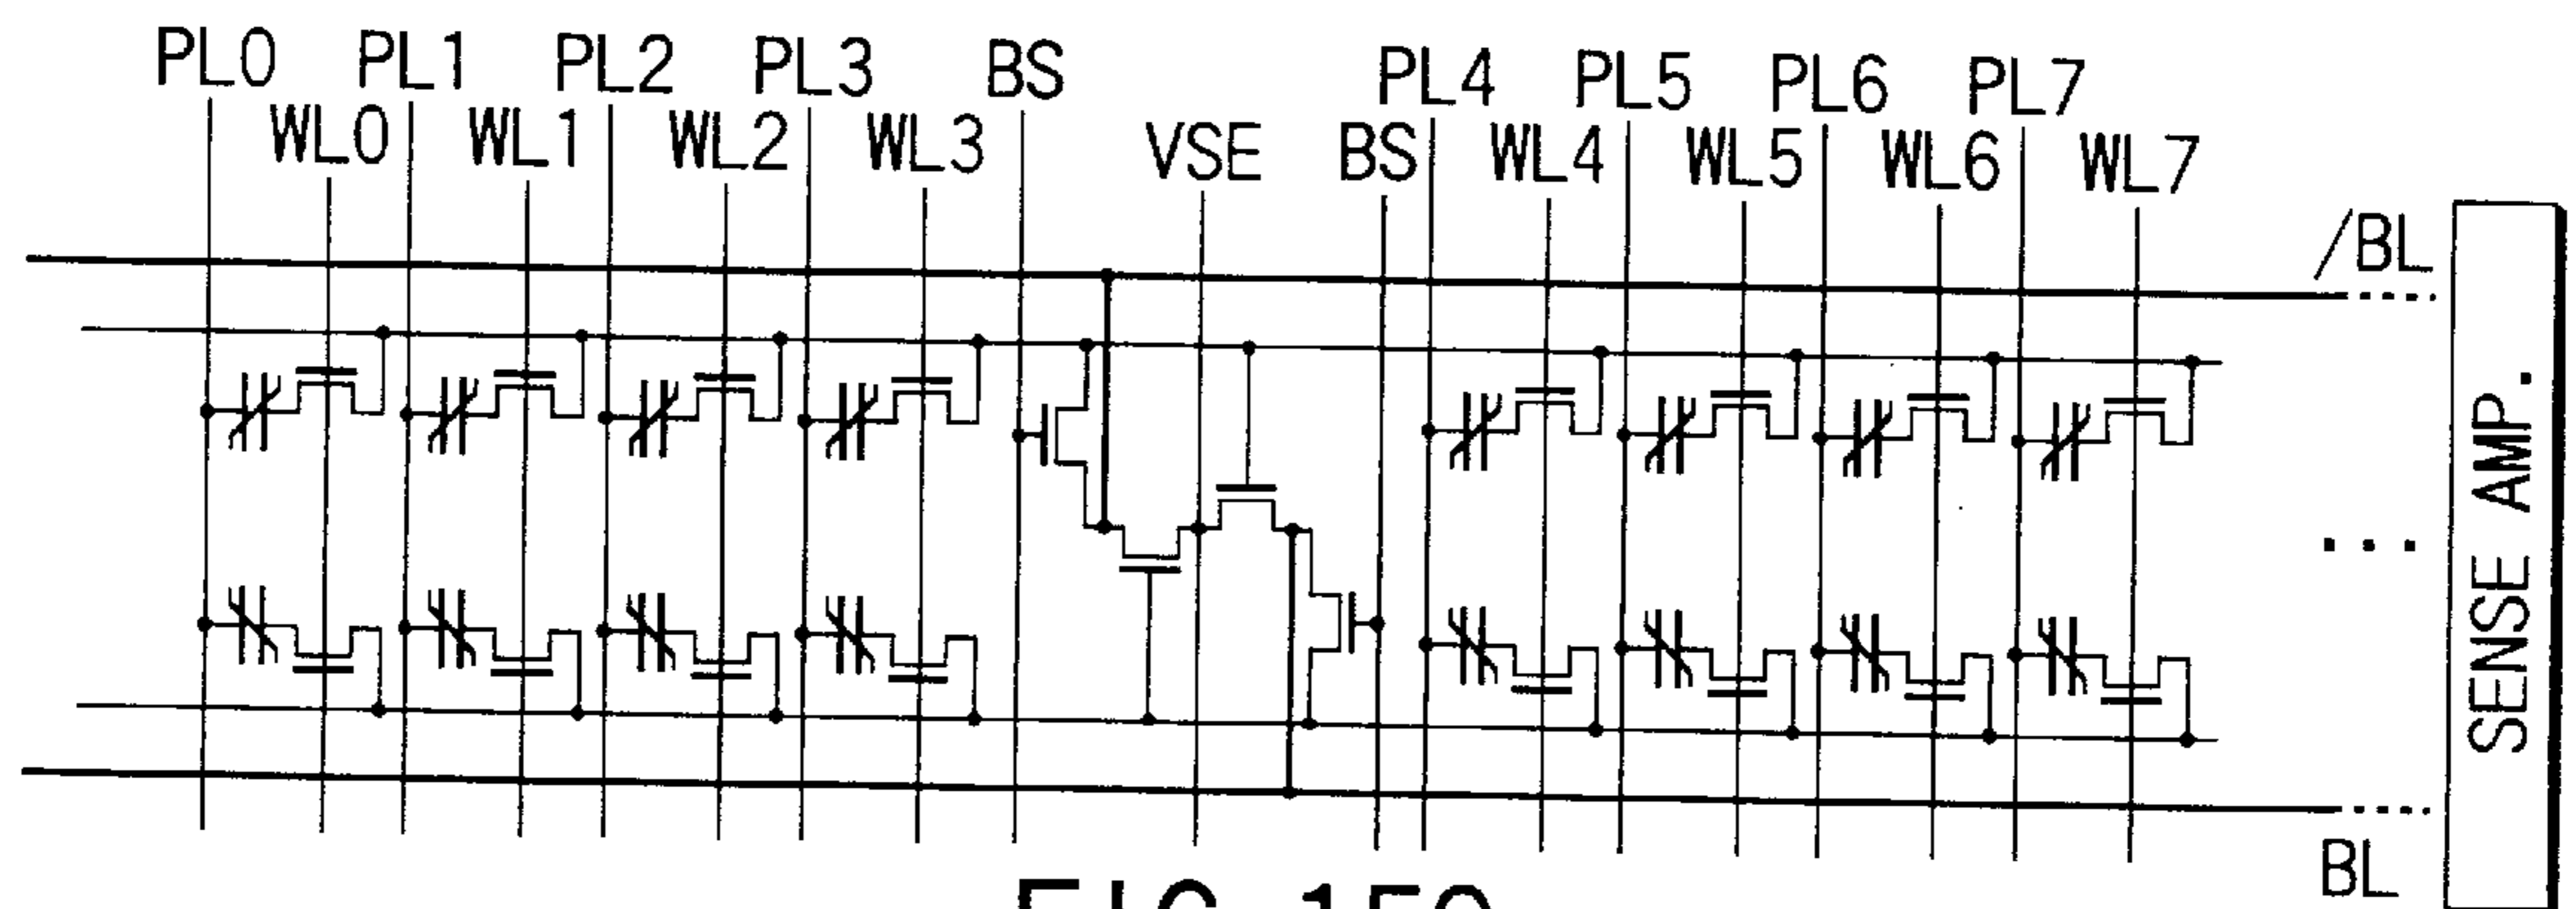 PL0 PL1 PL2 PL3 BS PL4 PL5 PL6 PL7
WL0 WL1 WL2 WL3 VSE BS WL4 WL5 WL6 WL7
/BL
SENSE AMP.
...
BL